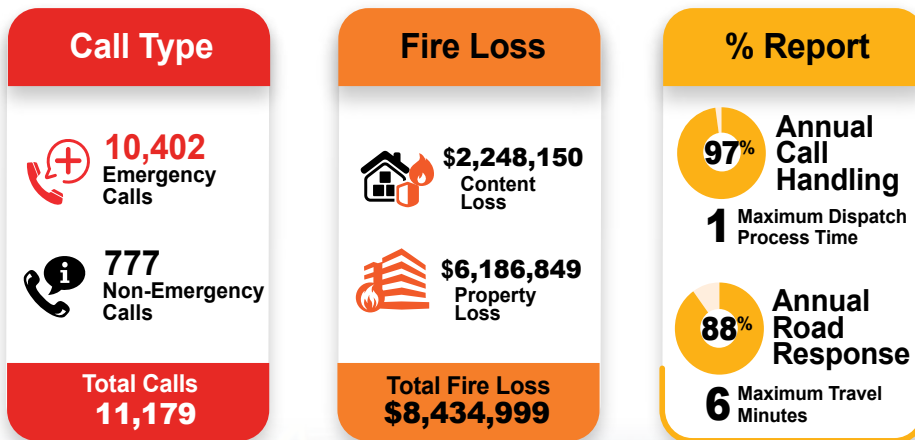 Call Type
10,402
Emergency
Calls
777
Non-Emergency
Calls
Total Calls
11,179
Fire Loss
$2,248,150
Content
Loss
$6,186,849
Property
Loss
Total Fire Loss
$8,434,999
% Report
97%
Annual
Call
Handling
1 Maximum Dispatch
Process Time
88%
Annual
Road
Response
6 Maximum Travel
Minutes